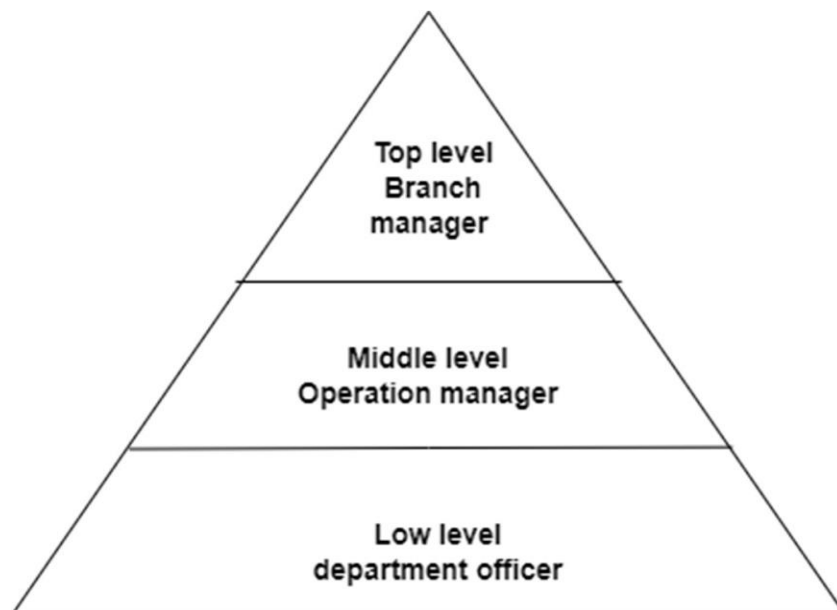 Top level
Branch
manager
Middle level
Operation manager
Low level
department officer